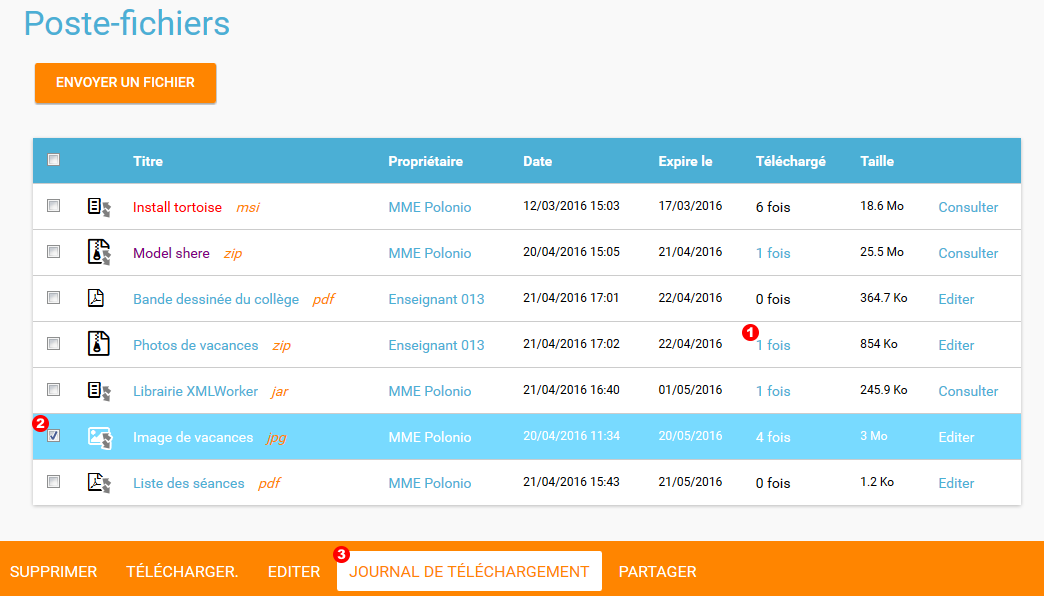 Poste-fichiers
ENVOYER UN FICHIER
Titre Propriétaire Date Expire le Téléchargé Taille
Install tortoise msi MME Polonio 12/03/2016 15:03 17/03/2016 6 fois 18.6 Mo Consulter
Model shere zip MME Polonio 20/04/2016 15:05 21/04/2016 1 fois 25.5 Mo Consulter
Bande dessinée du collège pdf Enseignant 013 21/04/2016 17:01 22/04/2016 0 fois 364.7 Ko Editer
1
Photos de vacances zip Enseignant 013 21/04/2016 17:02 22/04/2016 1 fois 854 Ko Editer
Librairie XMLWorker jar MME Polonio 21/04/2016 16:40 01/05/2016 1 fois 245.9 Ko Consulter
2
Image de vacances jpg MME Polonio 20/04/2016 11:34 20/05/2016 4 fois 3 Mo Editer
Liste des séances pdf MME Polonio 21/04/2016 15:43 21/05/2016 0 fois 1.2 Ko Editer
3
SUPPRIMER TÉLÉCHARGER. EDITER JOURNAL DE TÉLÉCHARGEMENT PARTAGER